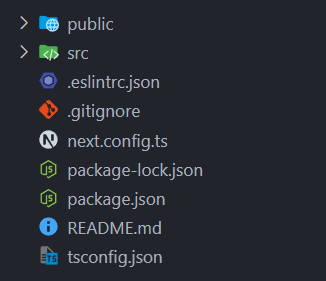 public
src
.eslintrc.json
.gitignore
next.config.ts
package-lock.json
package.json
README.md
tsconfig.json